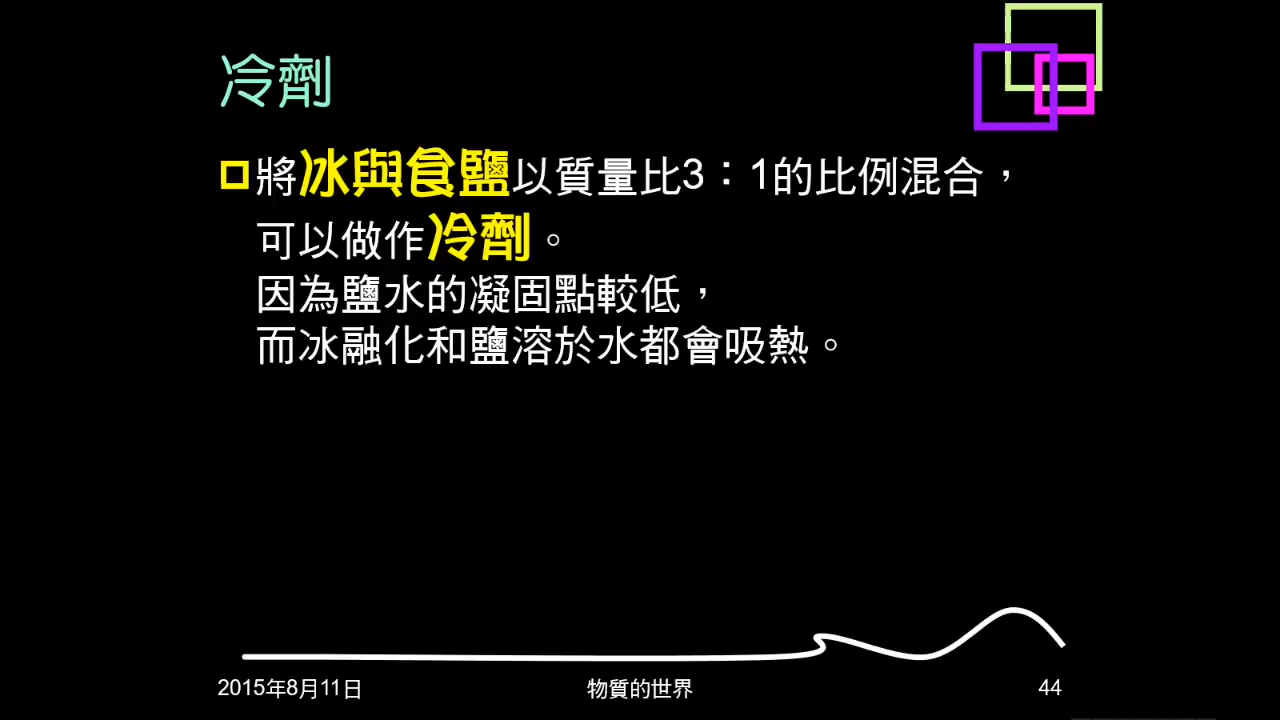 冷劑
將冰與食鹽以質量比3：1的比例混合，
可以做作冷劑。
因為鹽水的凝固點較低，
而冰融化和鹽溶於水都會吸熱。
2015年8月11日
物質的世界
44